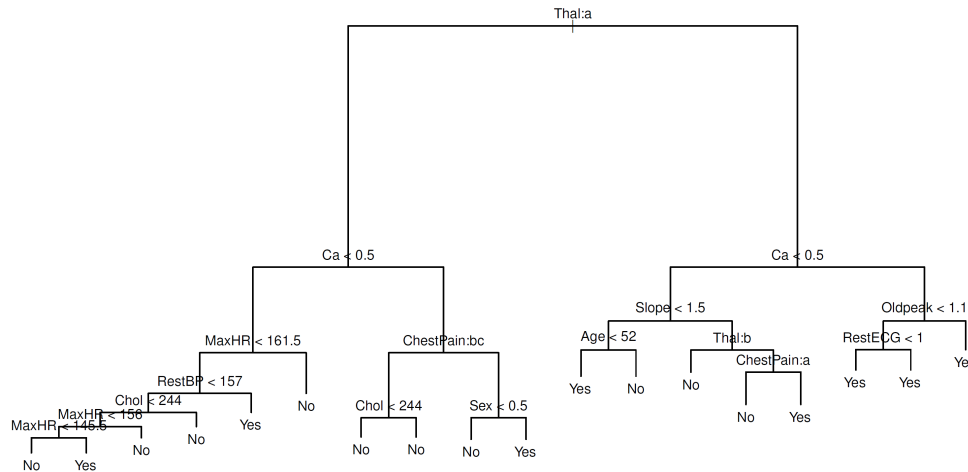 Thal:a
Ca < 0.5
Ca < 0.5
Slope < 1.5
Oldpeak < 1.1
MaxHR < 161.5
ChestPain:bc
Age < 52
Thal:b
RestECG < 1
ChestPain:a
Ye
RestBP < 157
Yes
No
No
Yes
Yes
Chol < 244
No
Chol < 244
Sex < 0.5
No
Yes
MaxHR < 156
MaxHR < 145.5
Yes
No
No
No
No
No
Yes
No
Yes